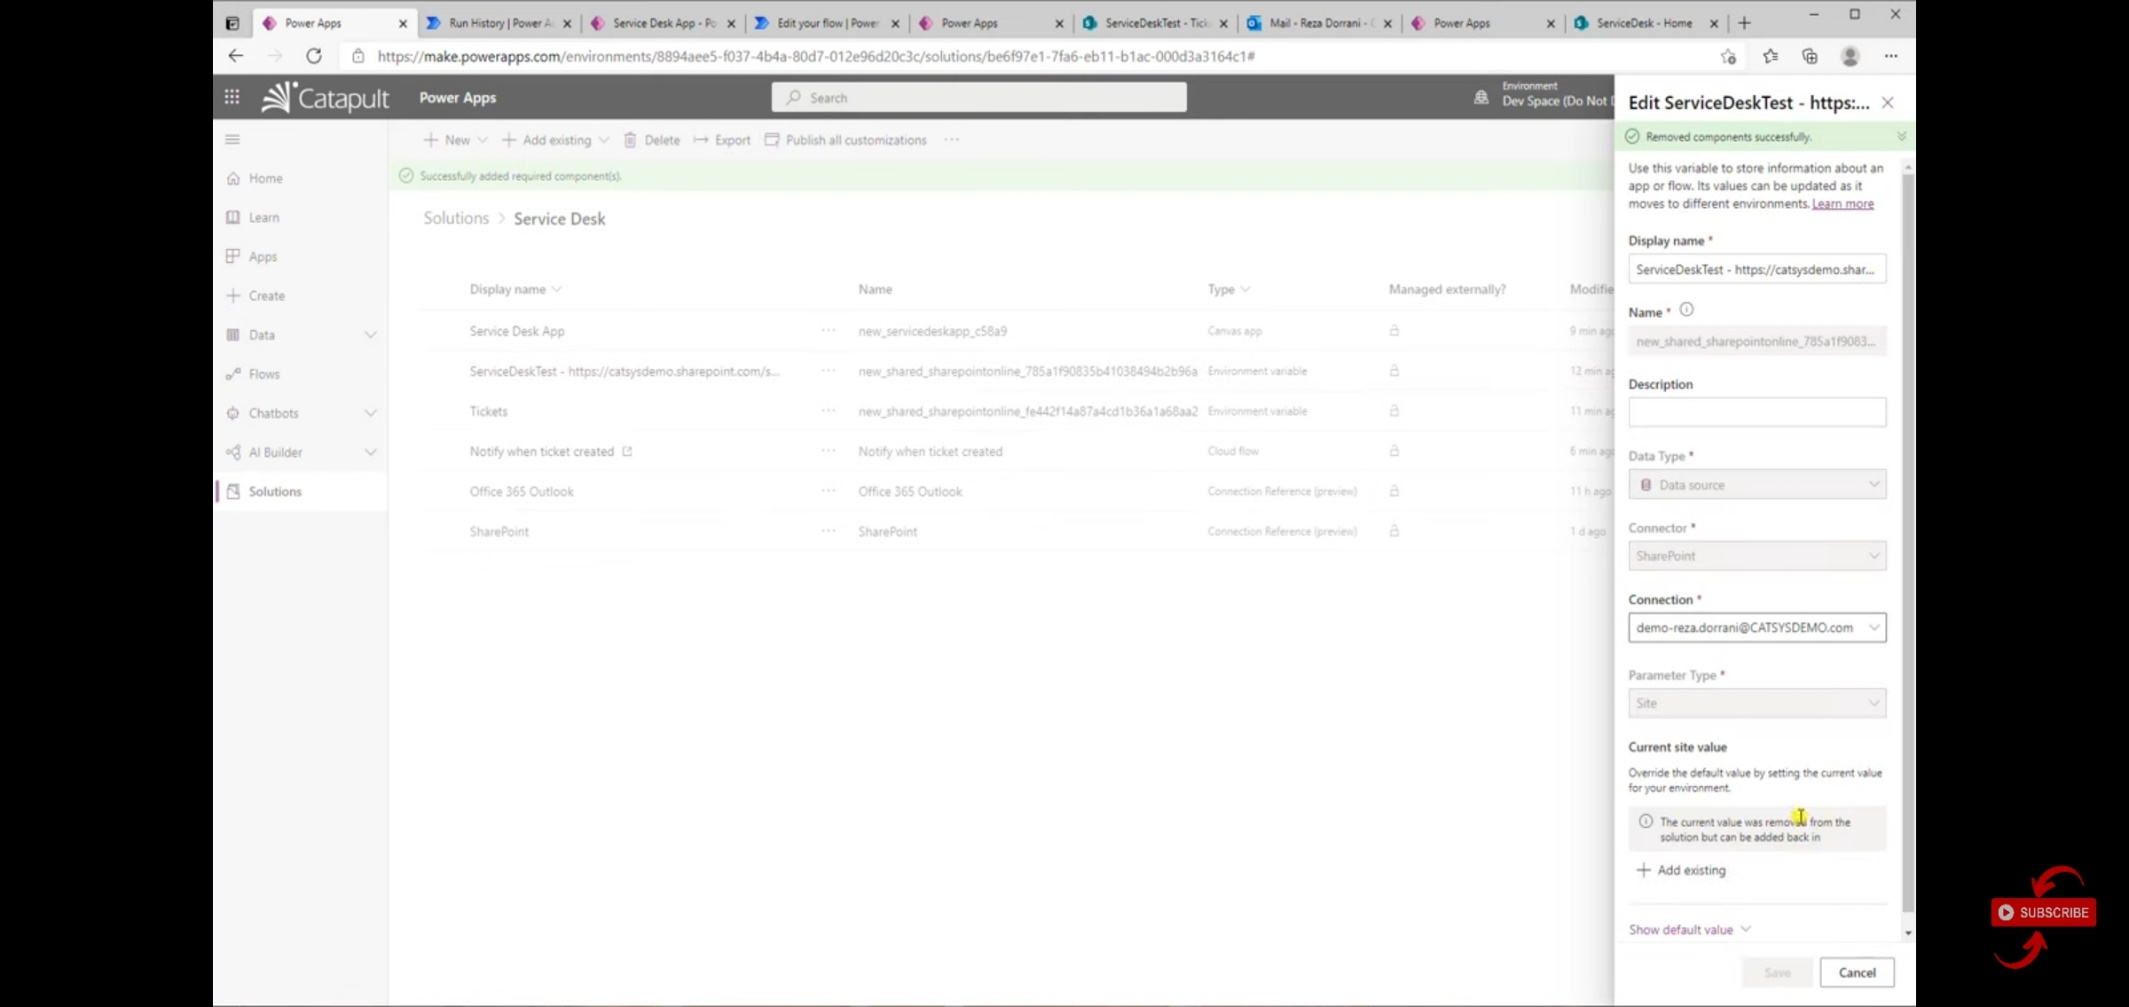 Power Apps
Run History | Power A
Service Desk App - Po
Edit your flow | Power
Power Apps
ServiceDeskTest - Tick
Mail - Reza Dorrani -
Power Apps
ServiceDesk - Home
https://make.powerapps.com/environments/8894aee5-f037-4b4a-80d7-012e96d20c3c/solutions/be6f97e1-7fa6-eb11-b1ac-000d3a3164c1#
Catapult
Power Apps
Search
Environment
Dev Space (Do Not D
New
Add existing
Delete
Export
Publish all customizations
Successfully added required component(s).
Home
Learn
Apps
Create
Data
Flows
Chatbots
AI Builder
Solutions
Solutions > Service Desk
Display name Name Type Managed externally? Modifie
Service Desk App ... new_servicedeskapp_c58a9 Canvas app 9 min ag
ServiceDeskTest - https://catsysdemo.sharepoint.com/s... ... new_shared_sharepointonline_785a1f90835b41038494b2b96a Environment variable 12 min a
Tickets ... new_shared_sharepointonline_fe442f14a87a4cd1b36a1a68aa2 Environment variable 11 min a
Notify when ticket created ... Notify when ticket created Cloud flow 6 min ag
Office 365 Outlook ... Office 365 Outlook Connection Reference (preview) 11 h ago
SharePoint ... SharePoint Connection Reference (preview) 1 d ago
Edit ServiceDeskTest - https:...
Removed components successfully.
Use this variable to store information about an
app or flow. Its values can be updated as it
moves to different environments. Learn more
Display name *
ServiceDeskTest - https://catsysdemo.shar...
Name *
new_shared_sharepointonline_785a1f9083...
Description
Data Type *
Data source
Connector *
SharePoint
Connection *
demo-reza.dorrani@CATSYSDEMO.com
Parameter Type *
Site
Current site value
Override the default value by setting the current value
for your environment.
The current value was removed from the
solution but can be added back in
Add existing
Show default value
Save
Cancel
SUBSCRIBE